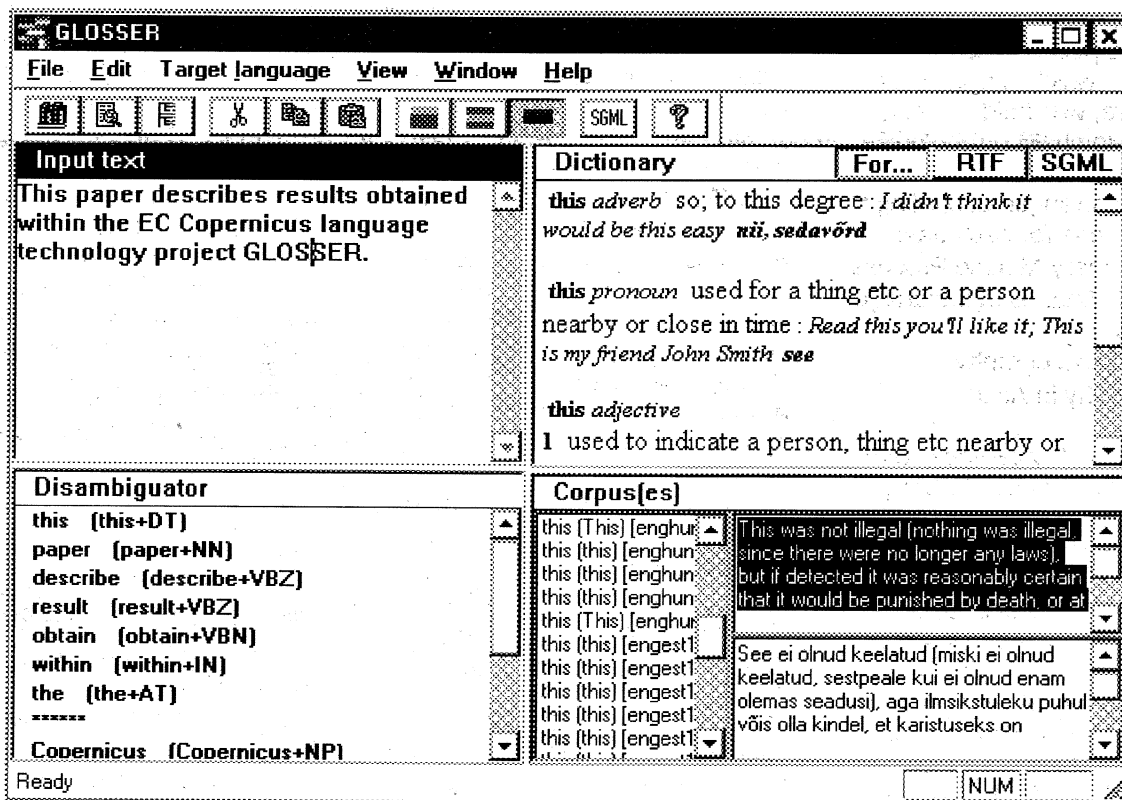 GLOSSER
File Edit Target language View Window Help
SGML ?
Input text
This paper describes results obtained
within the EC Copernicus language
technology project GLOSSER.
Dictionary For... RTF SGML
this adverb so; to this degree : I didn't think it
would be this easy nii, sedavõrd
this pronoun used for a thing etc or a person
nearby or close in time : Read this you'll like it; This
is my friend John Smith see
this adjective
1 used to indicate a person, thing etc nearby or
Disambiguator
this (this+DT)
paper (paper+NN)
describe (describe+VBZ)
result (result+VBZ)
obtain (obtain+VBN)
within (within+IN)
the (the+AT)
******
Copernicus (Copernicus+NP)
Corpus(es)
this (This) [enghun
this (this) [enghun
this (this) [enghun
this (this) [enghun
this (This) [enghun
this (this) [engest1
this (this) [engest1
this (this) [engest1
this (this) [engest1
this (this) [engest1
This was not illegal (nothing was illegal,
since there were no longer any laws),
but if detected it was reasonably certain
that it would be punished by death, or at
See ei olnud keelatud (miski ei olnud
keelatud, sestpeale kui ei olnud enam
olemas seadusi), aga ilmsikstuleku puhul
võis olla kindel, et karistuseks on
Ready NUM